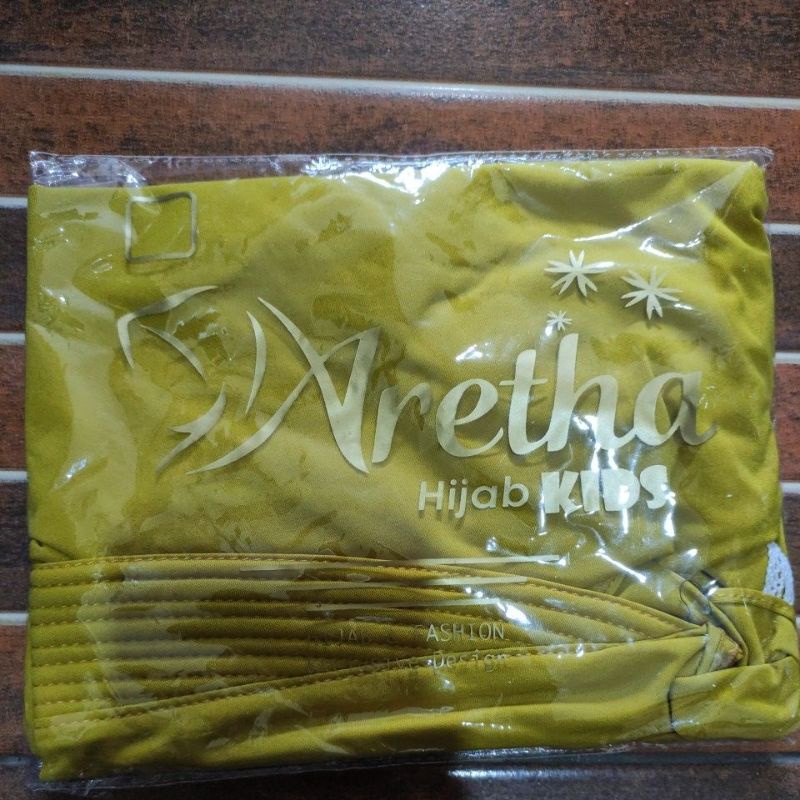 Aretha
Hijab KIDS
FASHION
Design